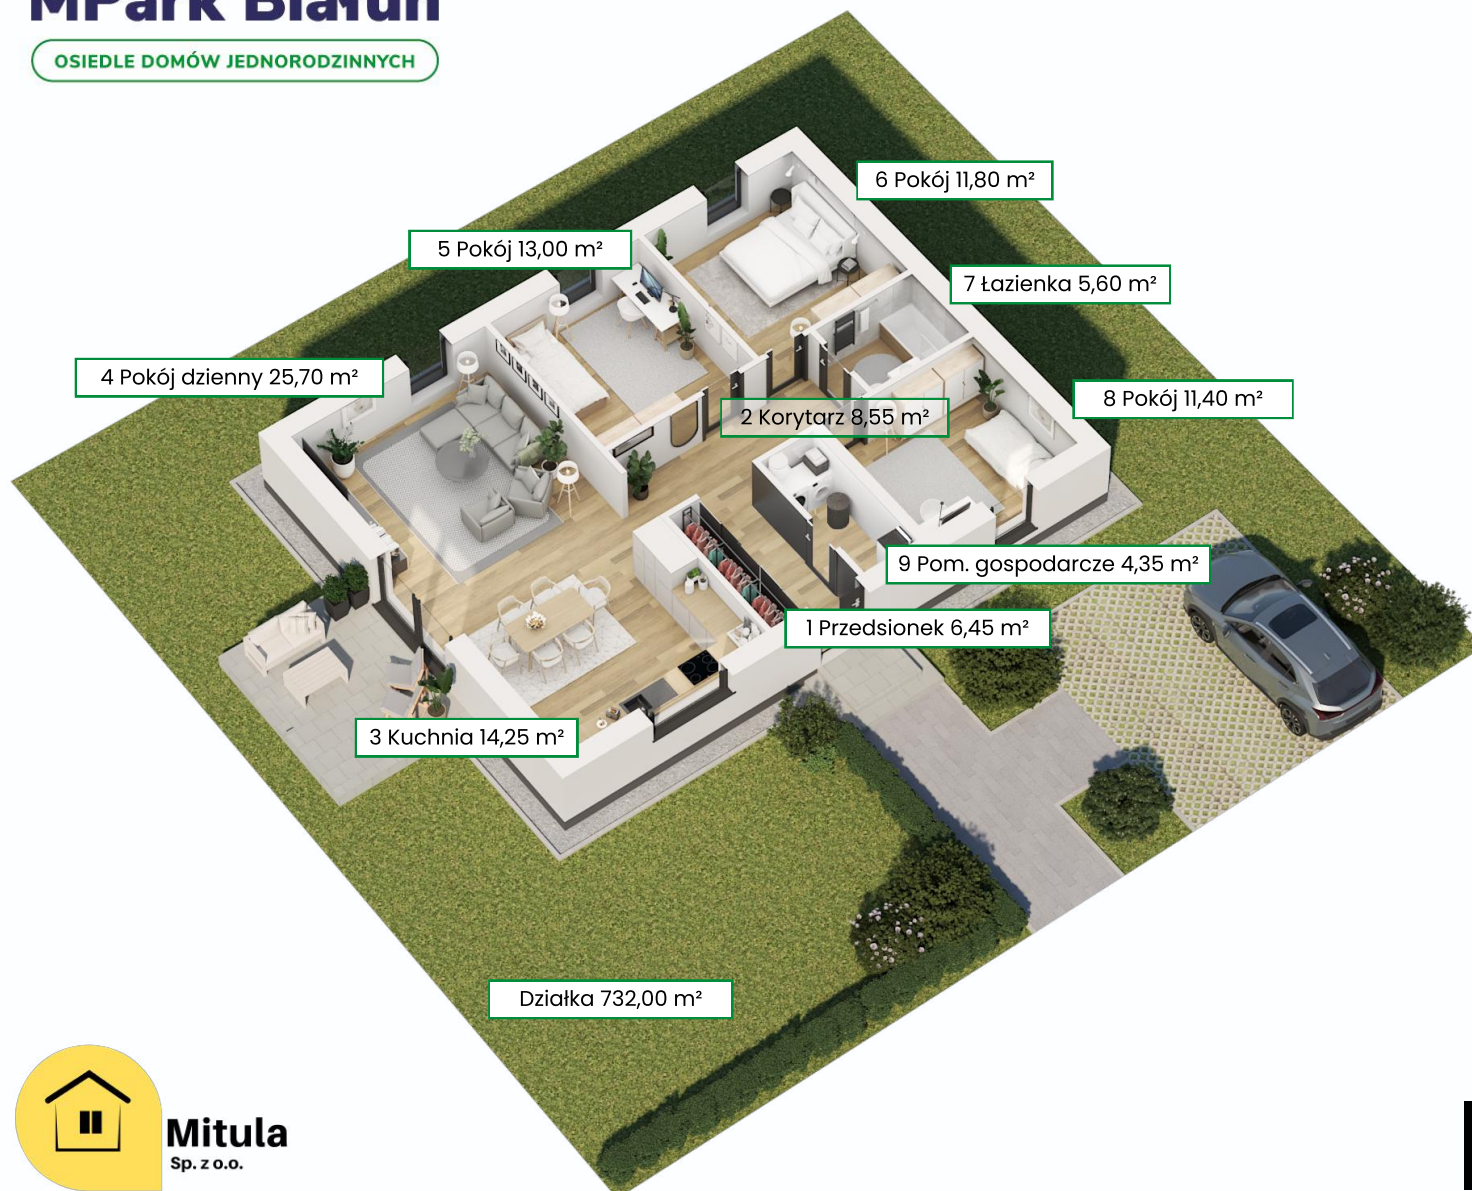 MPark Białuń
OSIEDLE DOMÓW JEDNORODZINNYCH
6 Pokój 11,80 m²
5 Pokój 13,00 m²
7 Łazienka 5,60 m²
4 Pokój dzienny 25,70 m²
8 Pokój 11,40 m²
2 Korytarz 8,55 m²
9 Pom. gospodarcze 4,35 m²
1 Przedsionek 6,45 m²
3 Kuchnia 14,25 m²
Działka 732,00 m²
Mitula
Sp. z o.o.